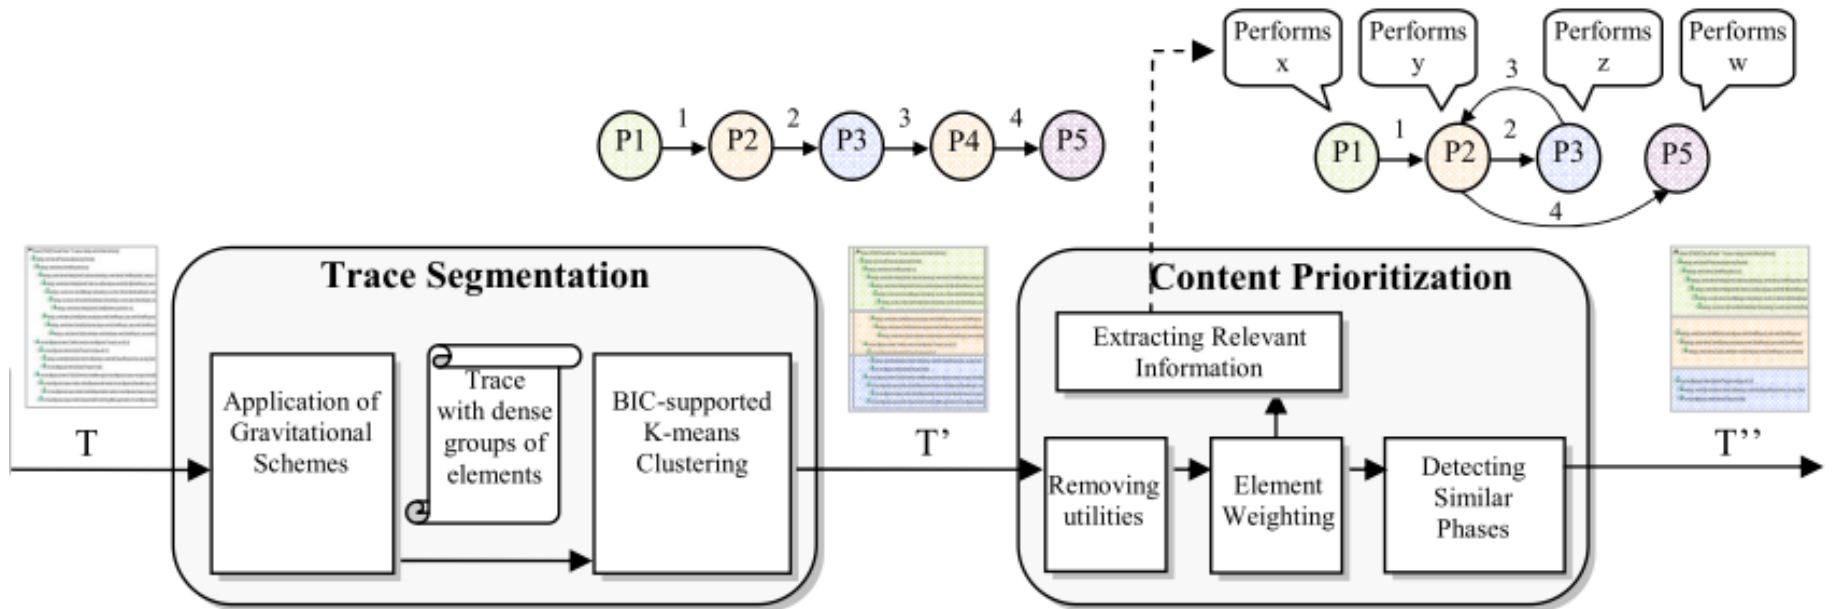 Performs
x
Performs
y
Performs
z
Performs
w
P1
1
P2
2
P3
3
P4
4
P5
P1
1
P2
2
P3
3
4
P5
Trace Segmentation
Content Prioritization
T
Application of
Gravitational
Schemes
Trace
with dense
groups of
elements
BIC-supported
K-means
Clustering
T’
Extracting Relevant
Information
Removing
utilities
Element
Weighting
Detecting
Similar
Phases
T’’